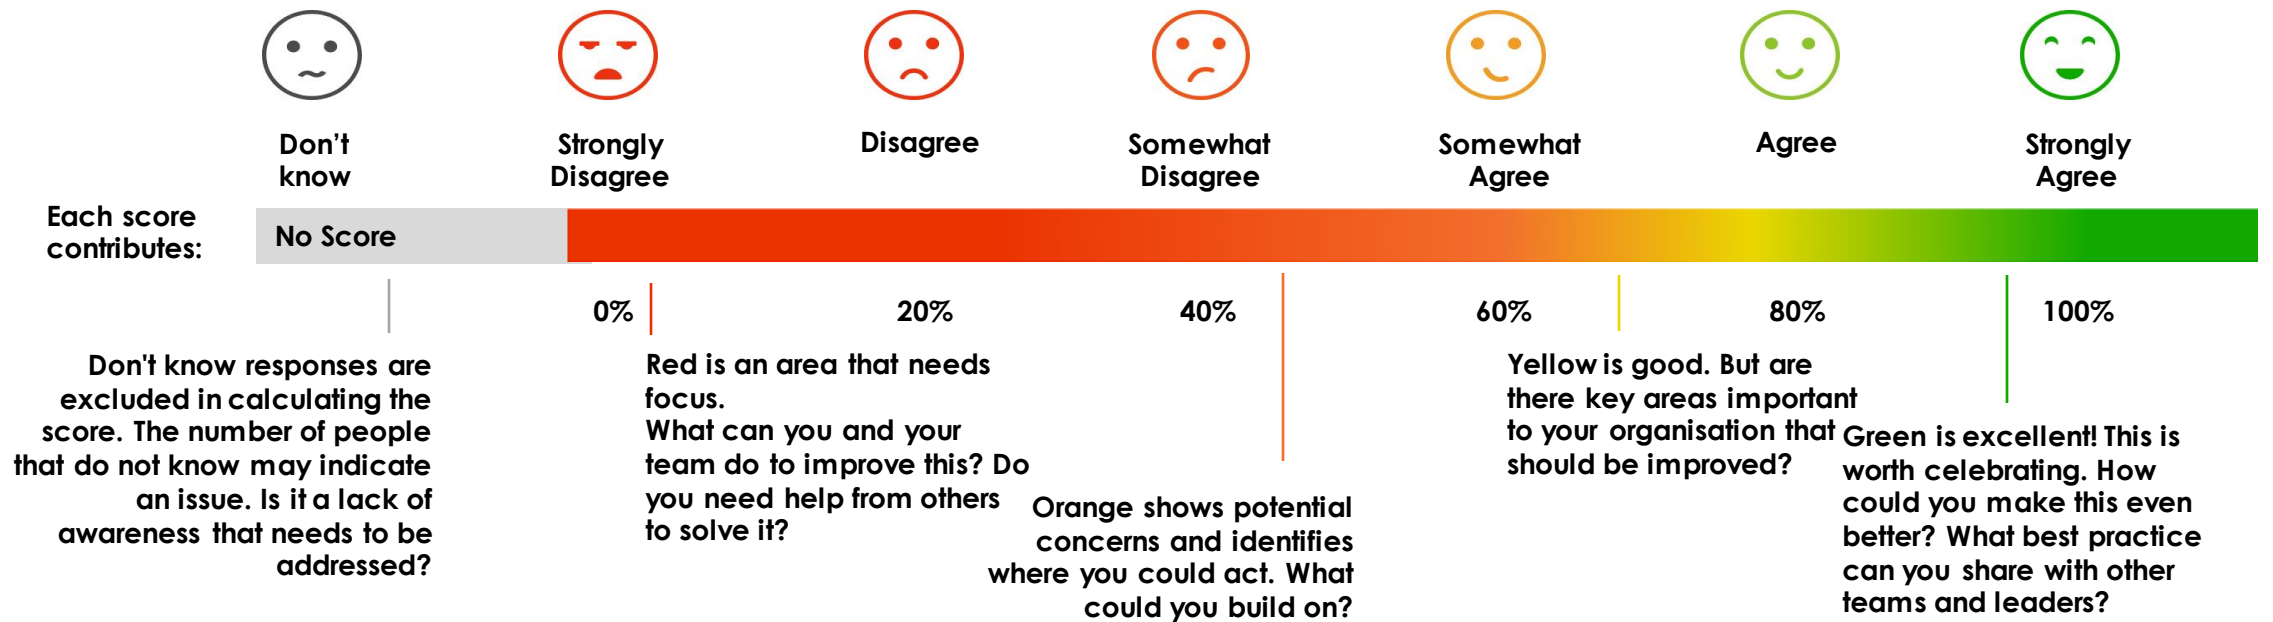 Don’t
know
Strongly
Disagree
Disagree
Somewhat
Disagree
Somewhat
Agree
Agree
Strongly
Agree
Each score
contributes:
No Score
0%
20%
40%
60%
80%
100%
Don't know responses are
excluded in calculating the
score. The number of people
that do not know may indicate
an issue. Is it a lack of
awareness that needs to be
addressed?
Red is an area that needs
focus.
What can you and your
team do to improve this? Do
you need help from others
to solve it?
Orange shows potential
concerns and identifies
where you could act. What
could you build on?
Yellow is good. But are
there key areas important
to your organisation that
should be improved?
Green is excellent! This is
worth celebrating. How
could you make this even
better? What best practice
can you share with other
teams and leaders?